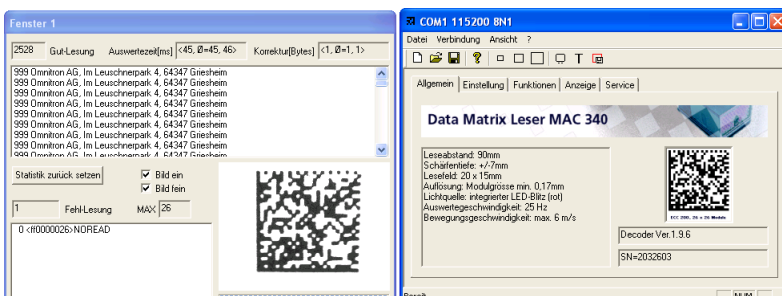 Fenster 1
2528 Gut-Lesung Auswertezeit[ms] <45, Ø=45, 46> Korrektur[Bytes] <1, Ø=1, 1>
999 Omnitron AG, Im Leuschnerpark 4, 64347 Griesheim
999 Omnitron AG, Im Leuschnerpark 4, 64347 Griesheim
999 Omnitron AG, Im Leuschnerpark 4, 64347 Griesheim
999 Omnitron AG, Im Leuschnerpark 4, 64347 Griesheim
999 Omnitron AG, Im Leuschnerpark 4, 64347 Griesheim
999 Omnitron AG, Im Leuschnerpark 4, 64347 Griesheim
999 Omnitron AG, Im Leuschnerpark 4, 64347 Griesheim
Statistik zurück setzen
Bild ein
Bild fein
1 Fehl-Lesung MAX 26
0 <ff0000026>NOREAD
COM1 115200 8N1
Datei Verbindung Ansicht ?
Allgemein Einstellung Funktionen Anzeige Service
Data Matrix Leser MAC 340
Leseabstand: 90mm
Schärfentiefe: +/-7mm
Lesefeld: 20 x 15mm
Auflösung: Modulgrösse min. 0,17mm
Lichtquelle: integrierter LED-Blitz (rot)
Auswertegeschwindigkeit: 25 Hz
Bewegungsgeschwindigkeit: max. 6 m/s
ECC 200, 26 x 26 Module
Decoder Ver.1.9.6
SN=2032603
Bereit NUM